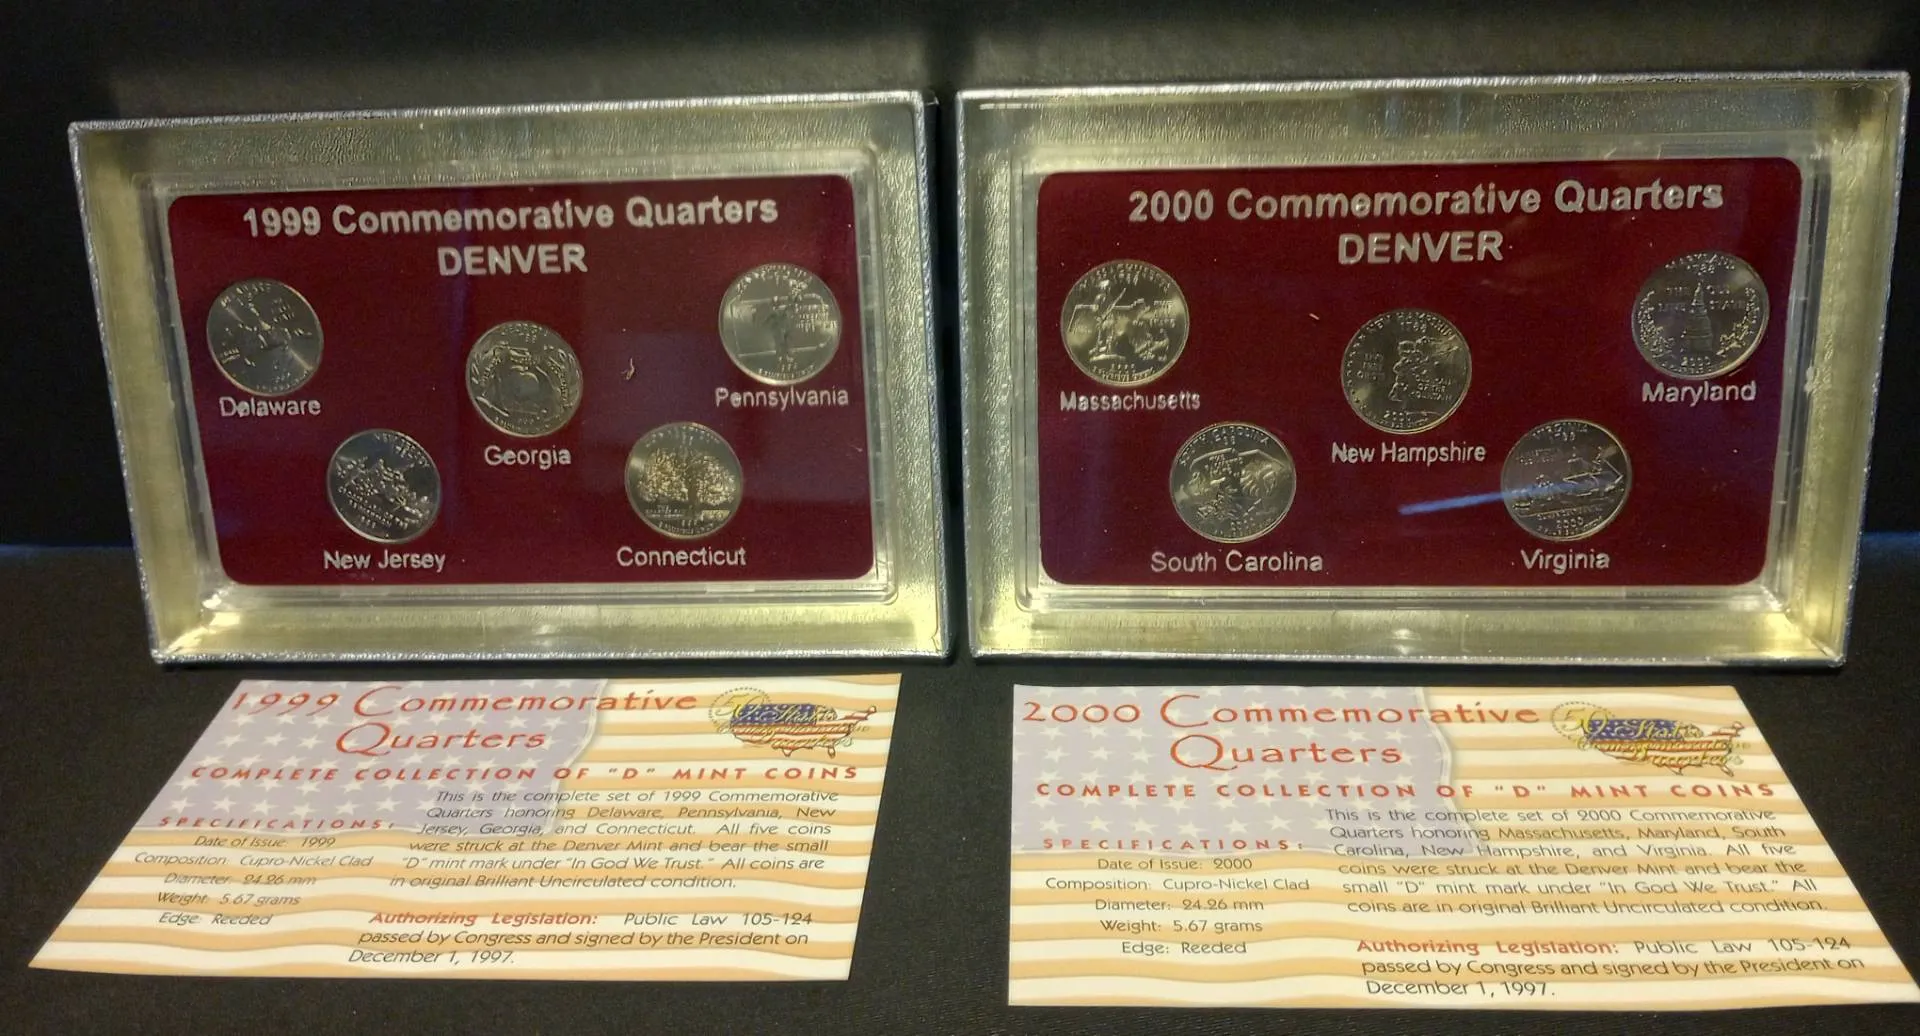 1999 Commemorative Quarters
DENVER
Delaware
Pennsylvania
Georgia
New Jersey
Connecticut
2000 Commemorative Quarters
DENVER
Massachusetts
Maryland
New Hampshire
South Carolina
Virginia
1999 Commemorative
Quarters
COMPLETE COLLECTION OF "D" MINT COINS
SPECIFICATIONS:
Date of Issue: 1999
Composition: Cupro-Nickel Clad
Diameter: 24.26 mm
Weight: 5.67 grams
Edge: Reeded
This is the complete set of 1999 Commemorative
Quarters honoring Delaware, Pennsylvania, New
Jersey, Georgia, and Connecticut. All five coins
were struck at the Denver Mint and bear the small
"D" mint mark under "In God We Trust." All coins are
in original Brilliant Uncirculated condition.
Authorizing Legislation: Public Law 105-124
passed by Congress and signed by the President on
December 1, 1997.
2000 Commemorative
Quarters
COMPLETE COLLECTION OF "D" MINT COINS
SPECIFICATIONS:
Date of Issue: 2000
Composition: Cupro-Nickel Clad
Diameter: 24.26 mm
Weight: 5.67 grams
Edge: Reeded
This is the complete set of 2000 Commemorative
Quarters honoring Massachusetts, Maryland, South
Carolina, New Hampshire, and Virginia. All five
coins were struck at the Denver Mint and bear the
small "D" mint mark under "In God We Trust." All
coins are in original Brilliant Uncirculated condition.
Authorizing Legislation: Public Law 105-124
passed by Congress and signed by the President on
December 1, 1997.